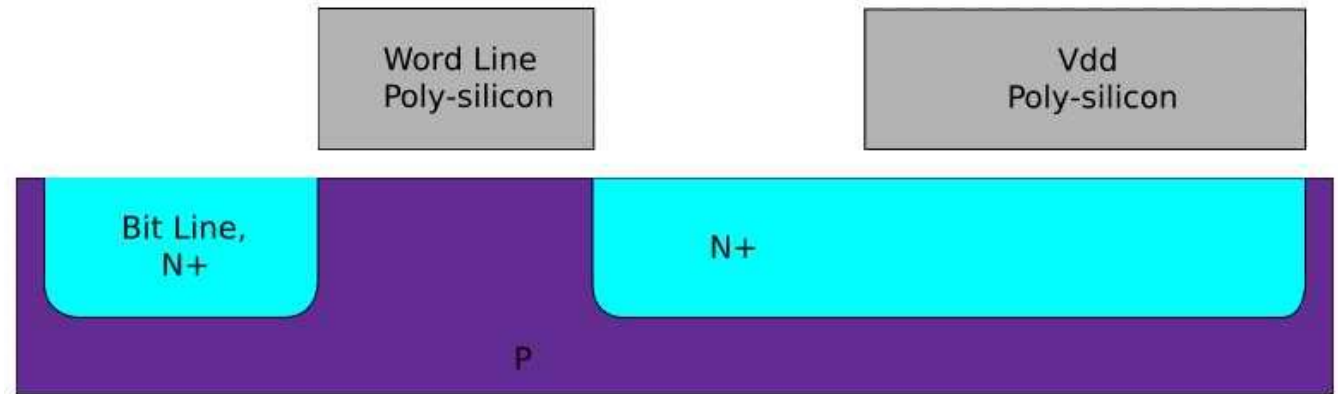 Word Line
Poly-silicon
Vdd
Poly-silicon
Bit Line,
N+
N+
P